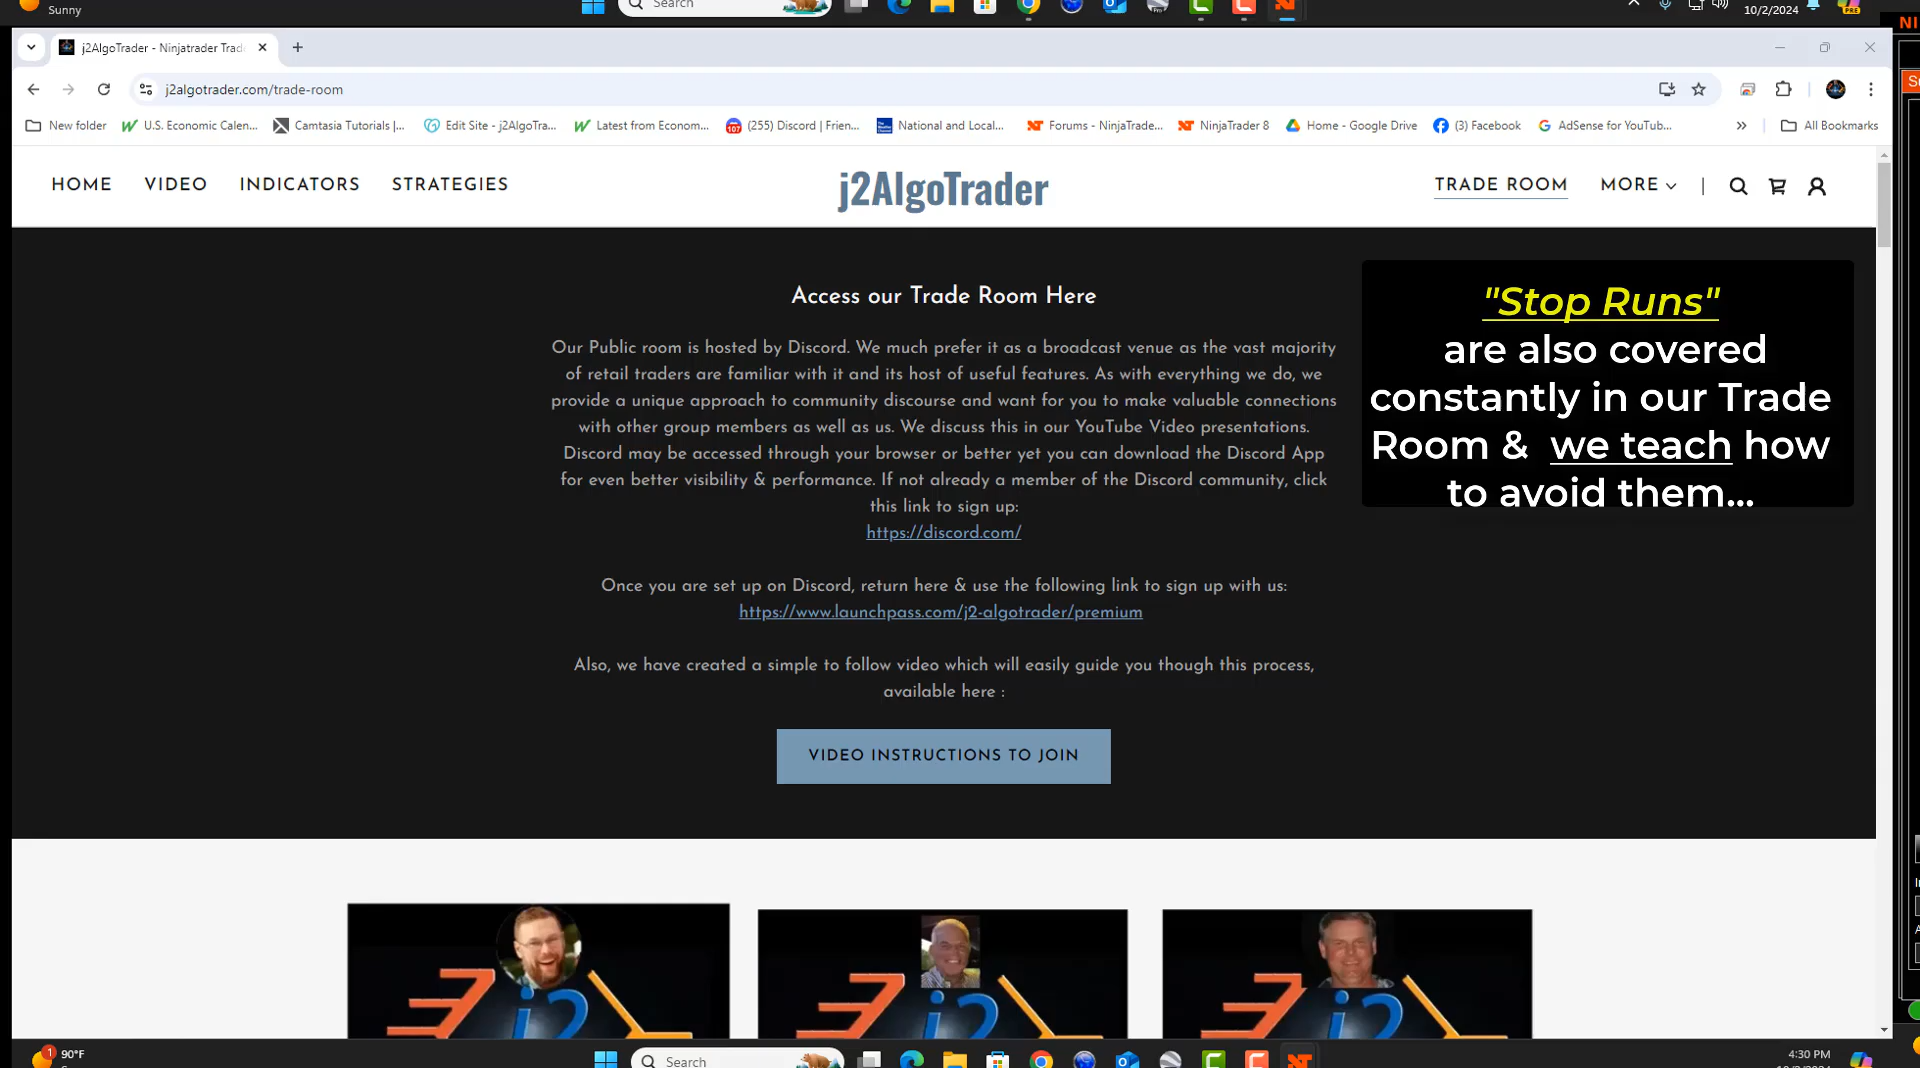 Sunny
Search
10/2/2024
j2AlgoTrader - Ninjatrader Trad
j2algotrader.com/trade-room
New folder
U.S. Economic Calen...
Camtasia Tutorials |...
Edit Site - j2AlgoTra...
Latest from Econom...
(255) Discord | Frien...
National and Local...
Forums - NinjaTrade...
NinjaTrader 8
Home - Google Drive
(3) Facebook
AdSense for YouTub...
All Bookmarks
HOME
VIDEO
INDICATORS
STRATEGIES
j2AlgoTrader
TRADE ROOM
MORE
Access our Trade Room Here
Our Public room is hosted by Discord. We much prefer it as a broadcast venue as the vast majority
of retail traders are familiar with it and its host of useful features. As with everything we do, we
provide a unique approach to community discourse and want for you to make valuable connections
with other group members as well as us. We discuss this in our YouTube Video presentations.
Discord may be accessed through your browser or better yet you can download the Discord App
for even better visibility & performance. If not already a member of the Discord community, click
this link to sign up:
https://discord.com/
Once you are set up on Discord, return here & use the following link to sign up with us:
https://www.launchpass.com/j2-algotrader/premium
Also, we have created a simple to follow video which will easily guide you though this process,
available here :
VIDEO INSTRUCTIONS TO JOIN
"Stop Runs"
are also covered
constantly in our Trade
Room & we teach how
to avoid them...
j2
j2
j2
90°F
Search
4:30 PM